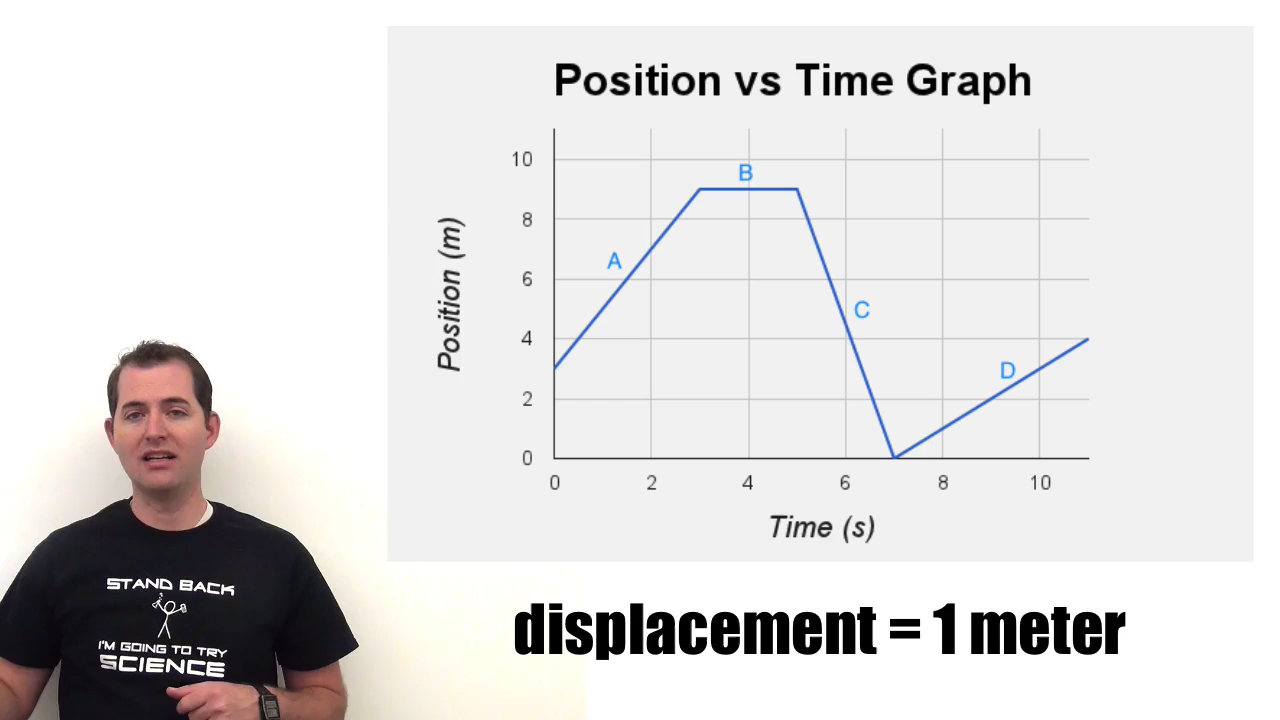 Position vs Time Graph
Position (m)
10
8
6
4
2
0
A
B
C
D
0 2 4 6 8 10
Time (s)
displacement = 1 meter
STAND BACK
I'M GOING TO TRY
SCIENCE